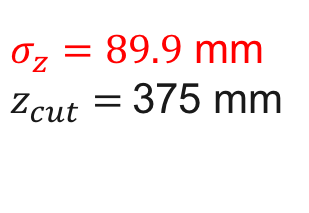 σz = 89.9 mm
zcut = 375 mm